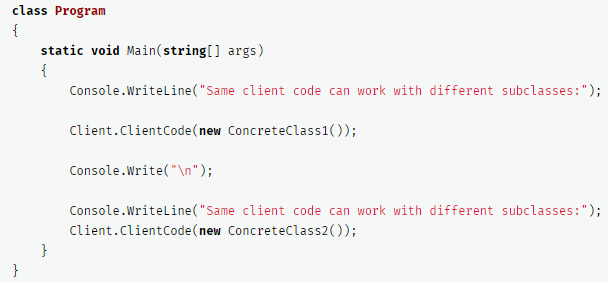 class Program
{
    static void Main(string[] args)
    {
        Console.WriteLine("Same client code can work with different subclasses:");

        Client.ClientCode(new ConcreteClass1());

        Console.Write("\n");

        Console.WriteLine("Same client code can work with different subclasses:");
        Client.ClientCode(new ConcreteClass2());
    }
}